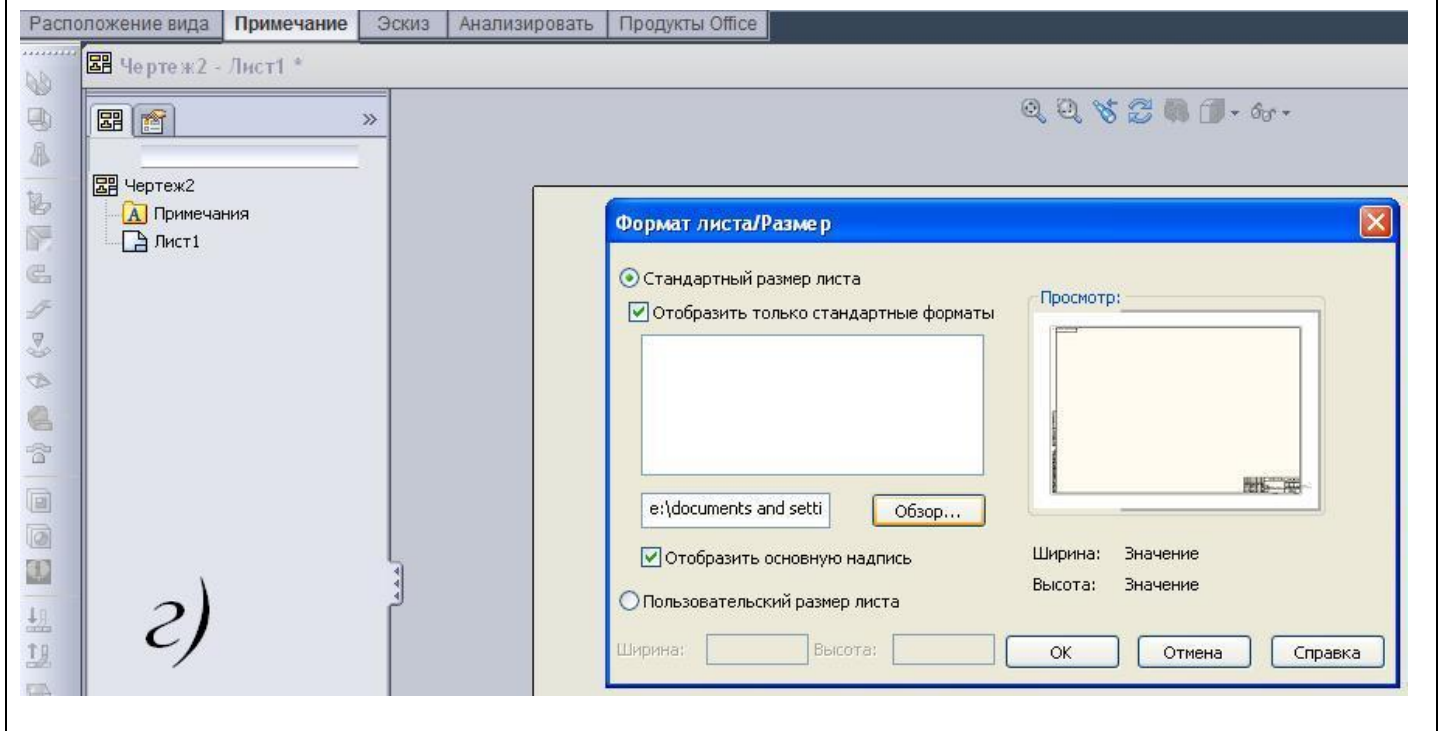 Расположение вида Примечание Эскиз Анализировать Продукты Office
Чертеж2 - Лист1 *
»
Чертеж2
A Примечания
Лист1
Формат листа/Размер
Стандартный размер листа
Отобразить только стандартные форматы
Просмотр:
e:\documents and setti
Обзор...
Отобразить основную надпись
Ширина: Значение
Высота: Значение
Пользовательский размер листа
Ширина: Высота:
OK Отмена Справка
г)